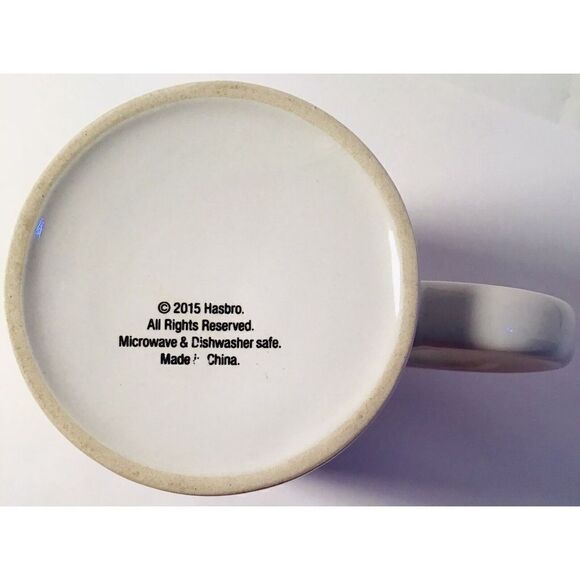 © 2015 Hasbro.
All Rights Reserved.
Microwave & Dishwasher safe.
Made China.